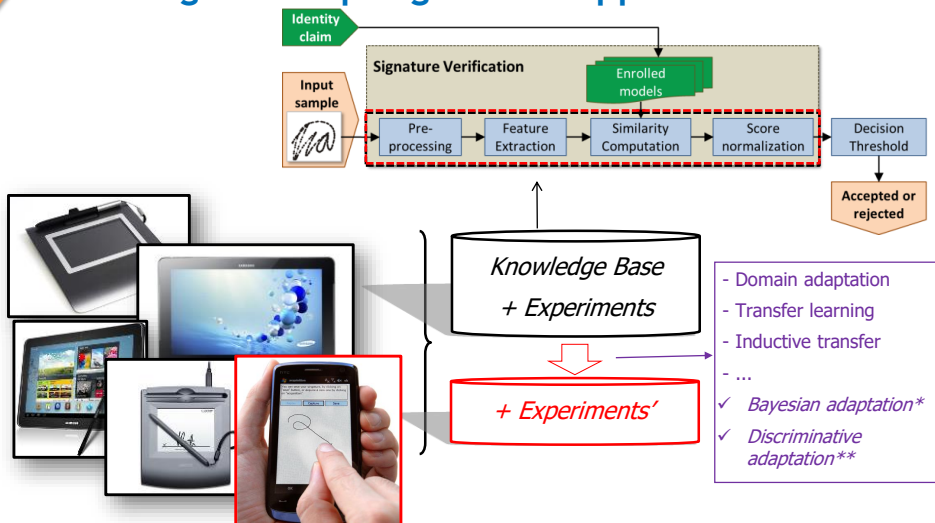 Identity
claim
Signature Verification
Enrolled
models
Input
sample
Pre-
processing
Feature
Extraction
Similarity
Computation
Score
normalization
Decision
Threshold
Accepted or
rejected
Knowledge Base
+ Experiments
+ Experiments’
- Domain adaptation
- Transfer learning
- Inductive transfer
- ...
✓ Bayesian adaptation*
✓ Discriminative
adaptation**
SAMSUNG